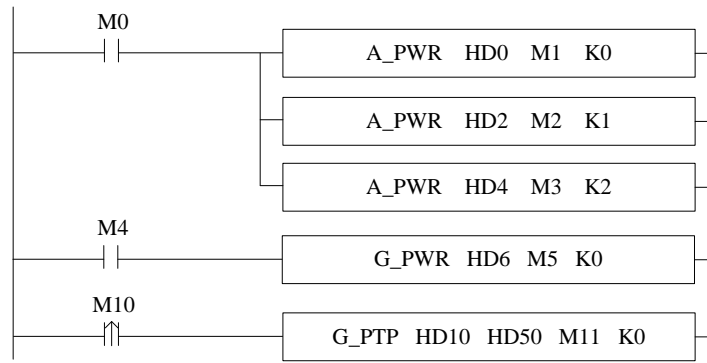 M0
A_PWR HD0 M1 K0
A_PWR HD2 M2 K1
A_PWR HD4 M3 K2
M4
G_PWR HD6 M5 K0
M10
G_PTP HD10 HD50 M11 K0